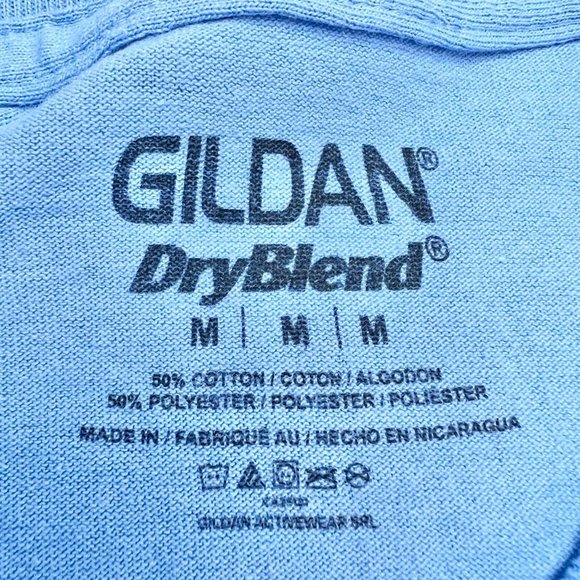 GILDAN®
DryBlend®
M | M | M
50% COTTON / COTON / ALGODON
50% POLYESTER / POLYESTER / POLIESTER
MADE IN / FABRIQUÉ AU / HECHO EN NICARAGUA
GILDAN ACTIVEWEAR SRL